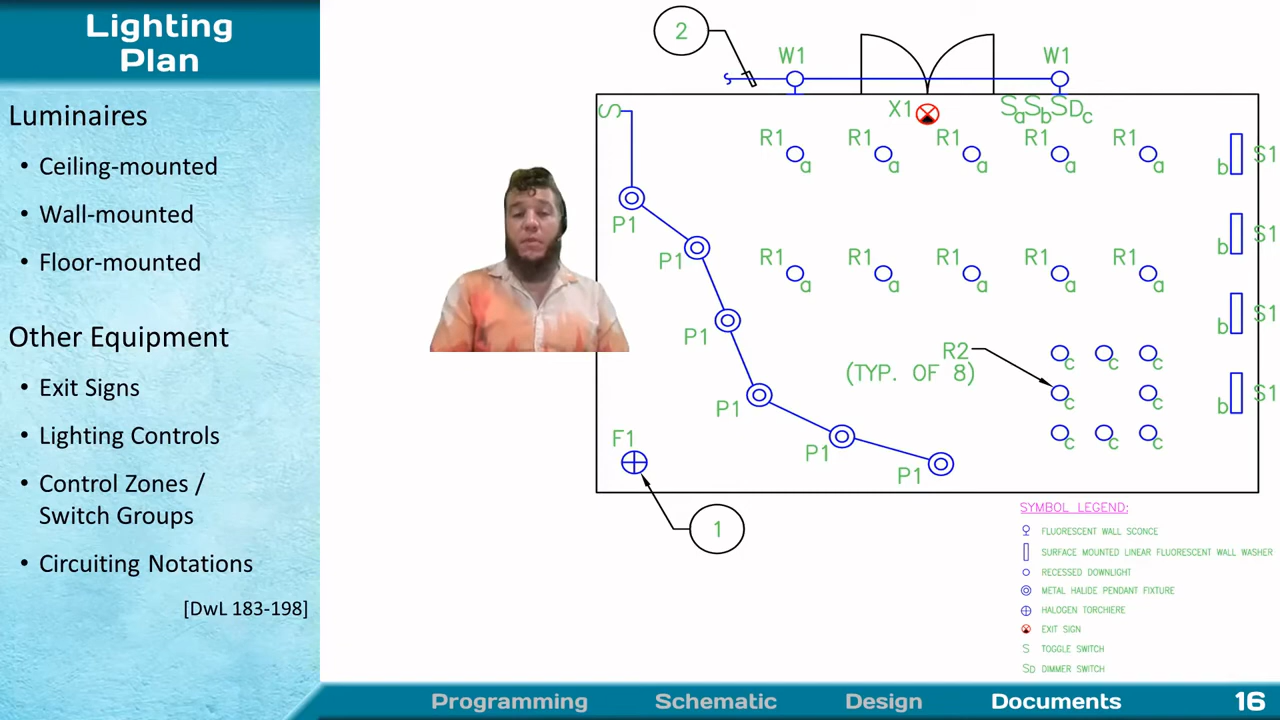 Lighting
Plan
Luminaires
• Ceiling-mounted
• Wall-mounted
• Floor-mounted
Other Equipment
• Exit Signs
• Lighting Controls
• Control Zones /
Switch Groups
• Circuiting Notations
[DwL 183-198]
2
W1 W1
S X1 SaSbSDc
R1 R1 R1 R1 R1
a a a a a
b S1
P1
b S1
P1
R1 R1 R1 R1 R1
a a a a a
b S1
P1
R2
(TYP. OF 8)
c c c
c c
b S1
P1
c c c
F1
P1
P1
1
SYMBOL LEGEND:
FLUORESCENT WALL SCONCE
SURFACE MOUNTED LINEAR FLUORESCENT WALL WASHER
RECESSED DOWNLIGHT
METAL HALIDE PENDANT FIXTURE
HALOGEN TORCHIERE
EXIT SIGN
S TOGGLE SWITCH
SD DIMMER SWITCH
Programming Schematic Design Documents 16